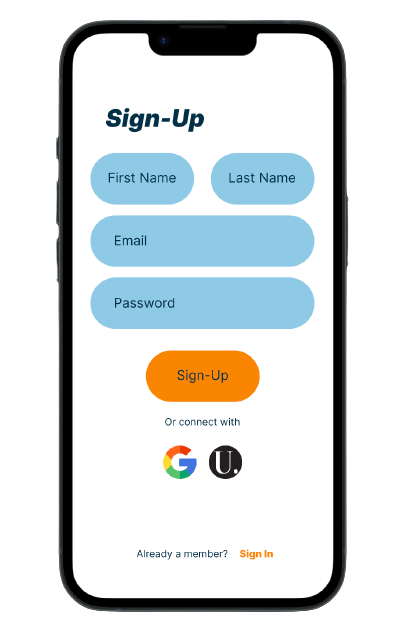 Sign-Up
First Name Last Name
Email
Password
Sign-Up
Or connect with
G U.
Already a member? Sign In